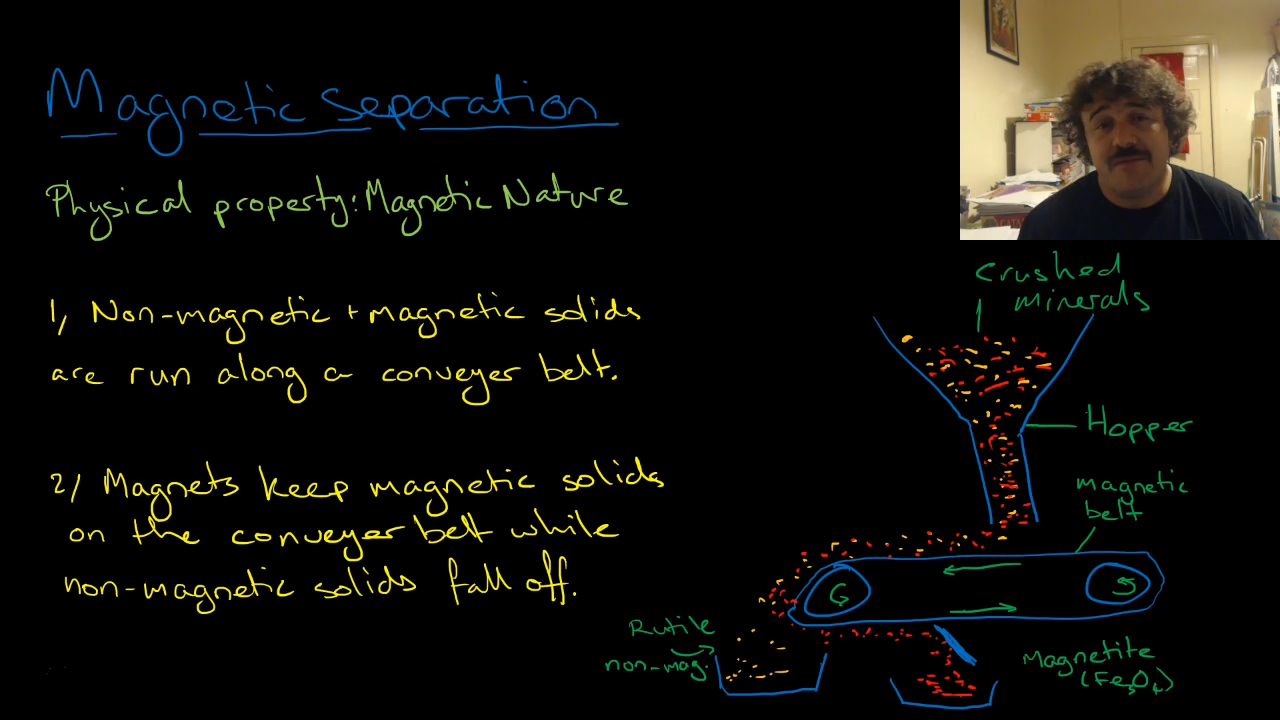 Magnetic Separation
Physical property: Magnetic Nature
1, Non-magnetic + magnetic solids
are run along a conveyer belt.
2/ Magnets keep magnetic solids
on the conveyer belt while
non-magnetic solids fall off.
Crushed
minerals
Hopper
magnetic
belt
Rutile
non-mag.
Magnetite
(Fe3O4)